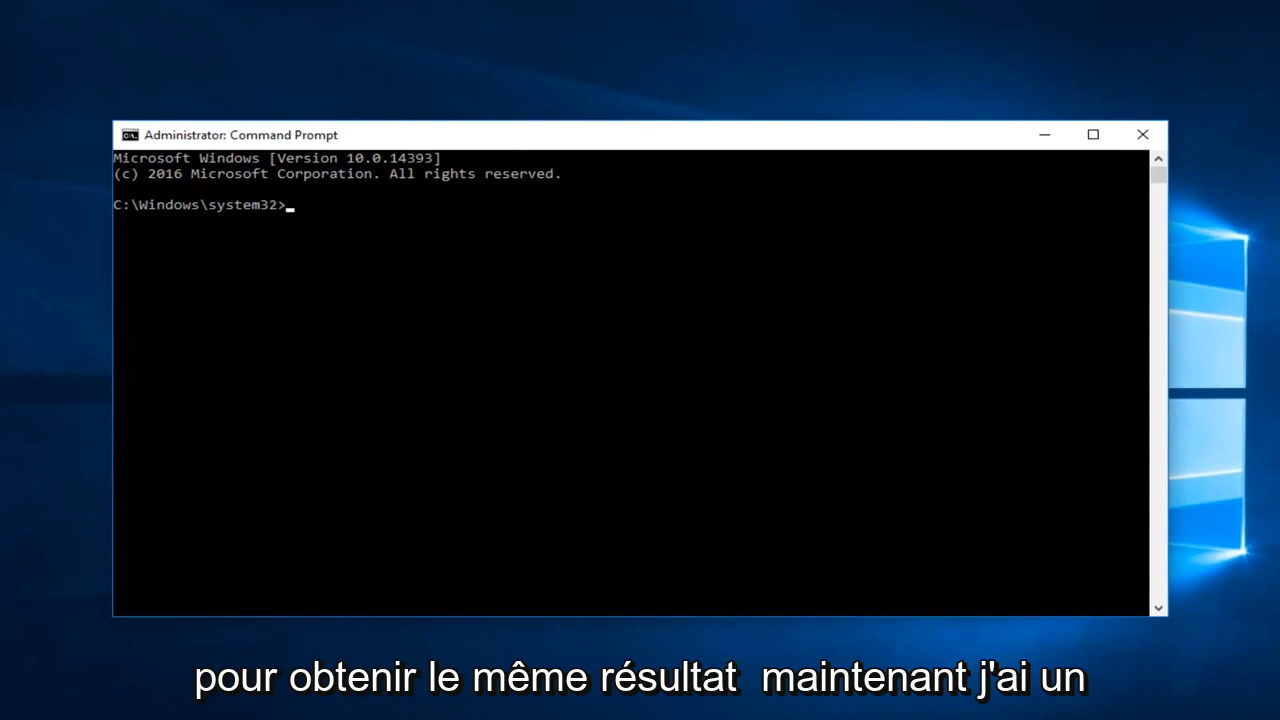 Administrator: Command Prompt
Microsoft Windows [Version 10.0.14393]
(c) 2016 Microsoft Corporation. All rights reserved.
C:\Windows\system32>
pour obtenir le même résultat  maintenant j'ai un